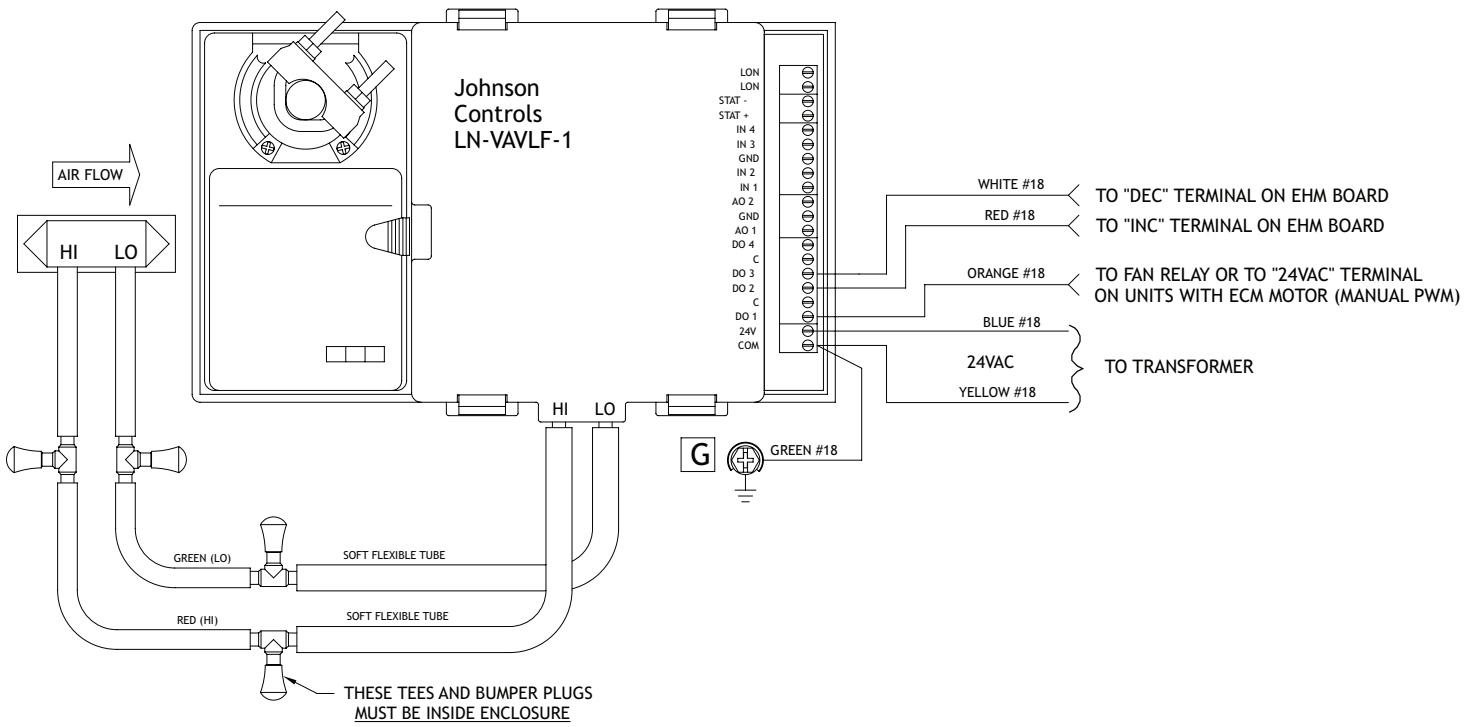 Johnson
Controls
LN-VAVLF-1
AIR FLOW
HI
LO
LON
LON
STAT -
STAT +
IN 4
IN 3
GND
IN 2
IN 1
AO 2
GND
AO 1
DO 4
C
DO 3
DO 2
C
DO 1
24V
COM
WHITE #18
TO "DEC" TERMINAL ON EHM BOARD
RED #18
TO "INC" TERMINAL ON EHM BOARD
ORANGE #18
TO FAN RELAY OR TO "24VAC" TERMINAL
ON UNITS WITH ECM MOTOR (MANUAL PWM)
BLUE #18
24VAC
TO TRANSFORMER
YELLOW #18
HI
LO
G
GREEN #18
GREEN (LO)
SOFT FLEXIBLE TUBE
RED (HI)
SOFT FLEXIBLE TUBE
THESE TEES AND BUMPER PLUGS
MUST BE INSIDE ENCLOSURE